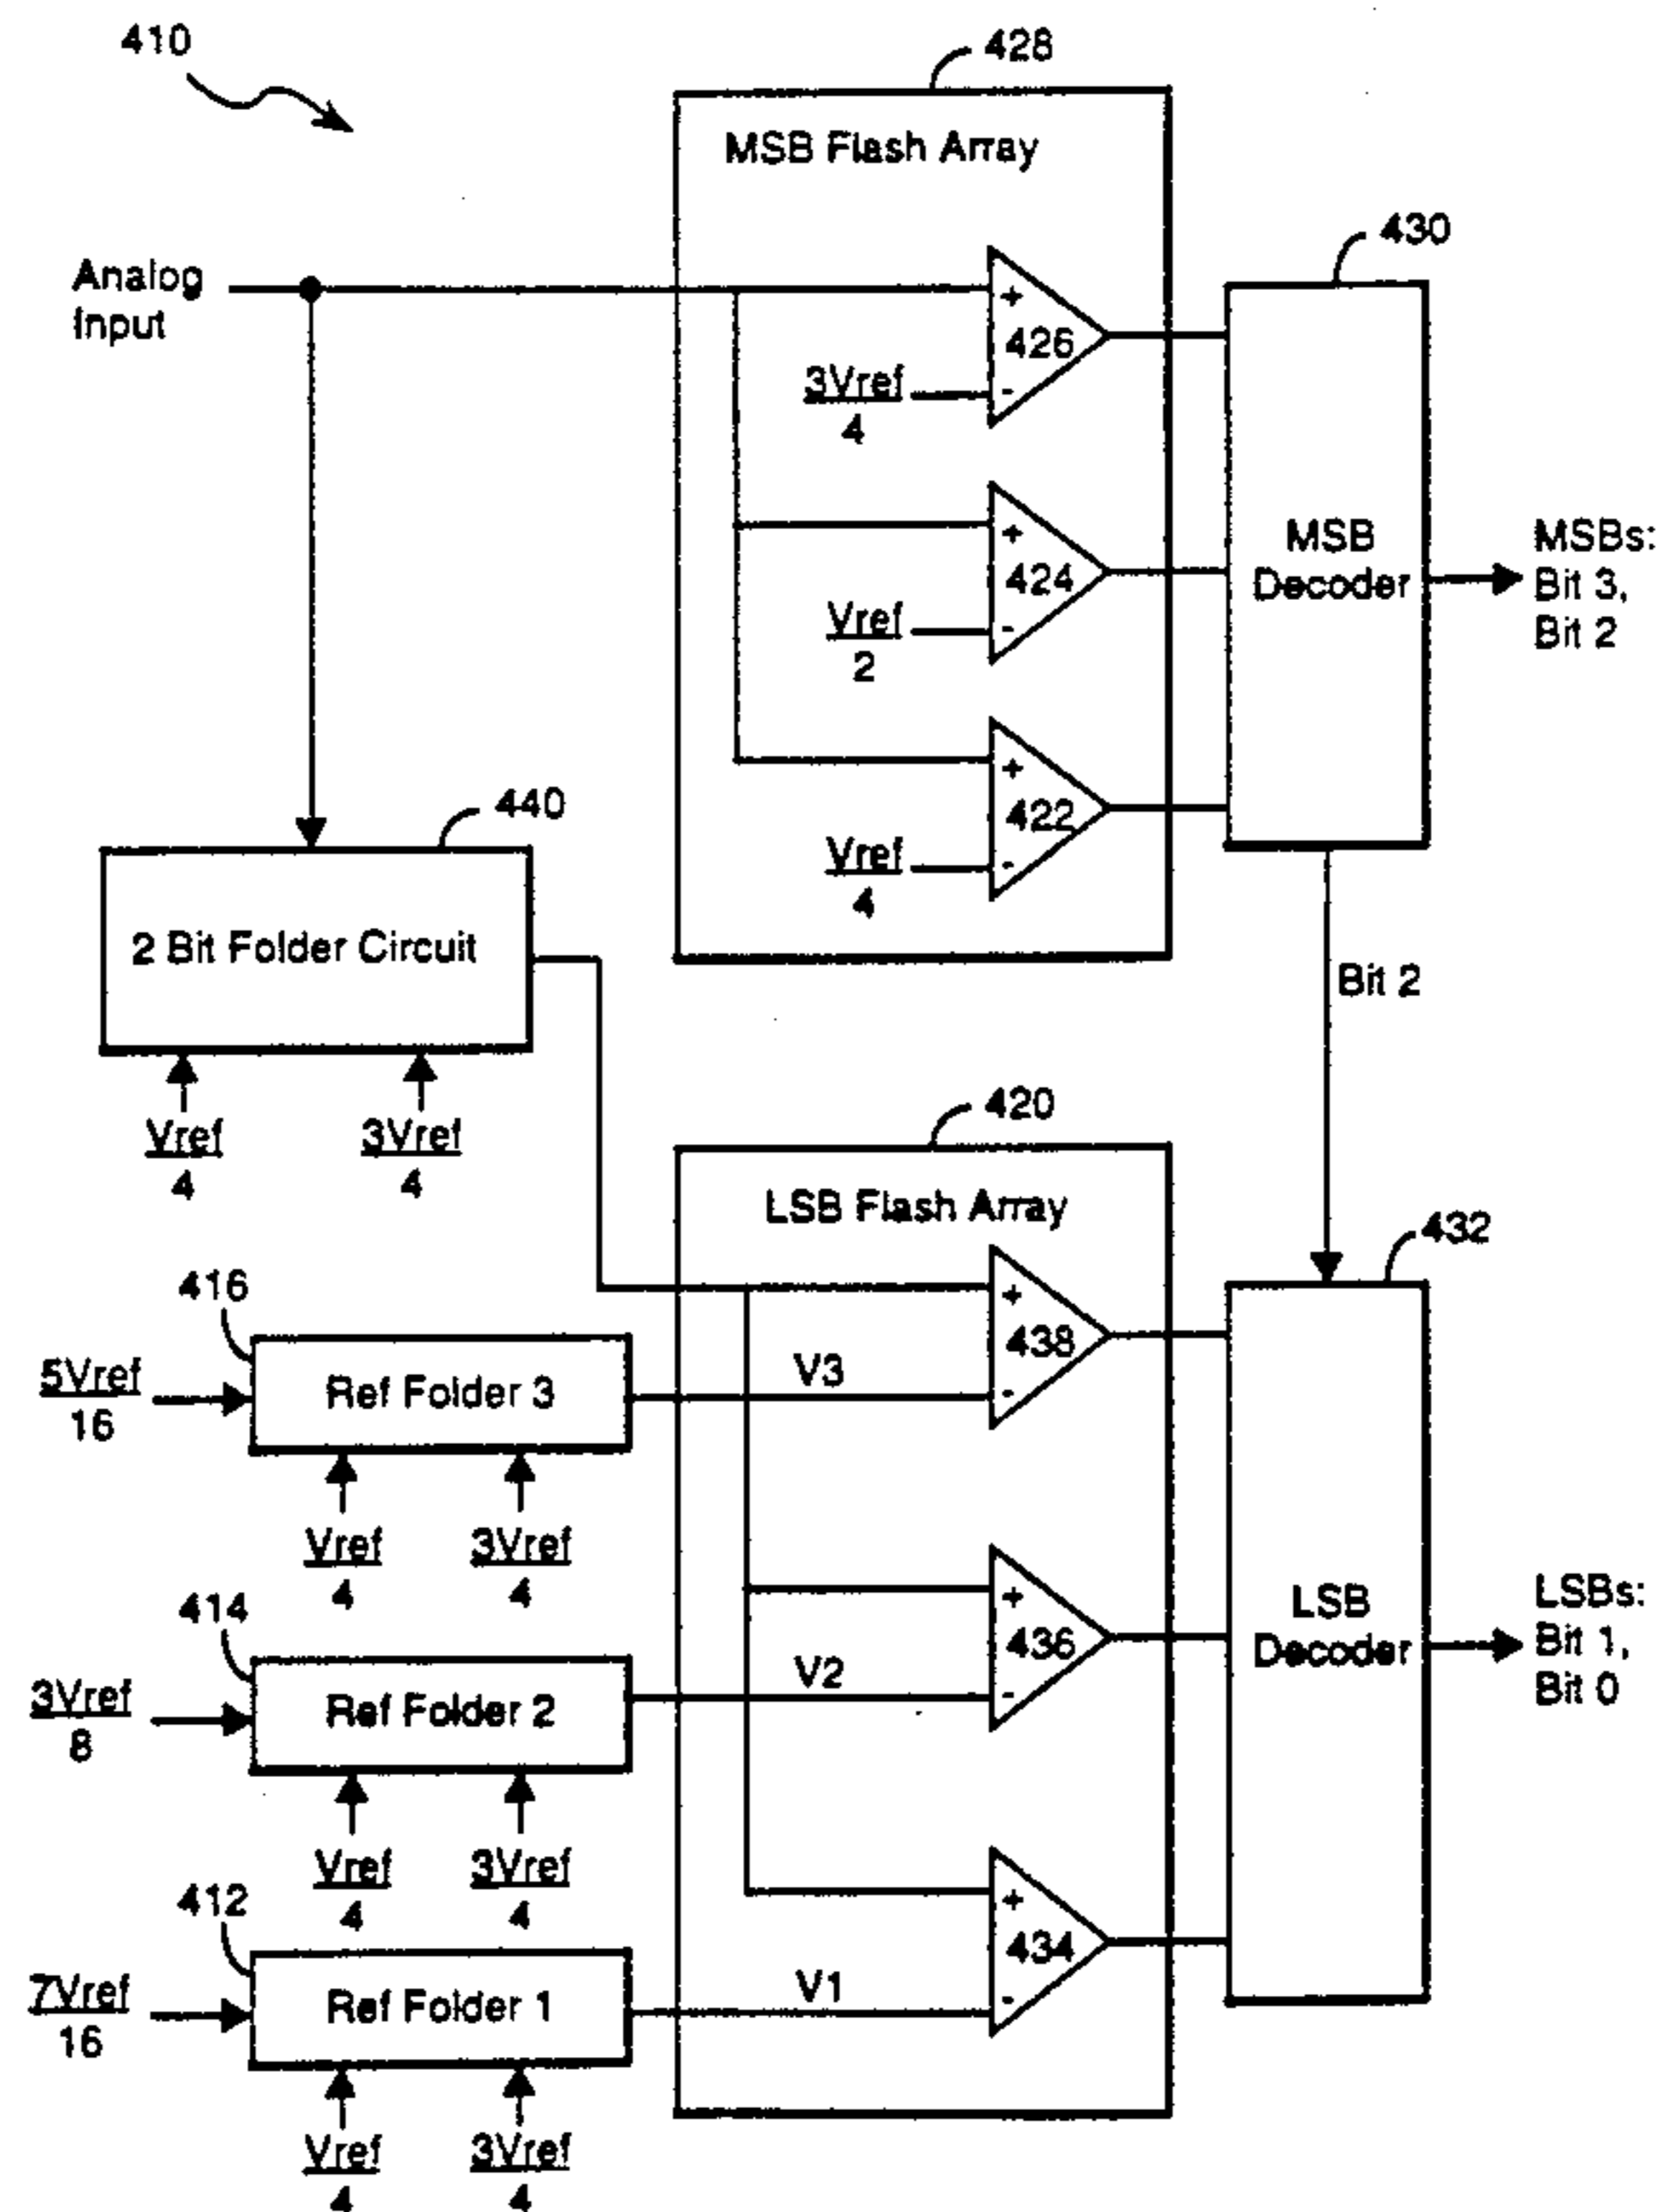 410
428
MSB Flash Array
430
Analog
Input
+
426
-
3Vref
4
+
424
-
Vref
2
+
422
-
Vref
4
MSB
Decoder
MSBs:
Bit 3,
Bit 2
440
2 Bit Folder Circuit
Vref
4
3Vref
4
Bit 2
420
LSB Flash Array
432
416
5Vref
16
Ref Folder 3
Vref
4
3Vref
4
V3
+
438
-
414
3Vref
8
Ref Folder 2
Vref
4
3Vref
4
V2
+
436
-
412
7Vref
16
Ref Folder 1
Vref
4
3Vref
4
V1
+
434
-
LSB
Decoder
LSBs:
Bit 1,
Bit 0